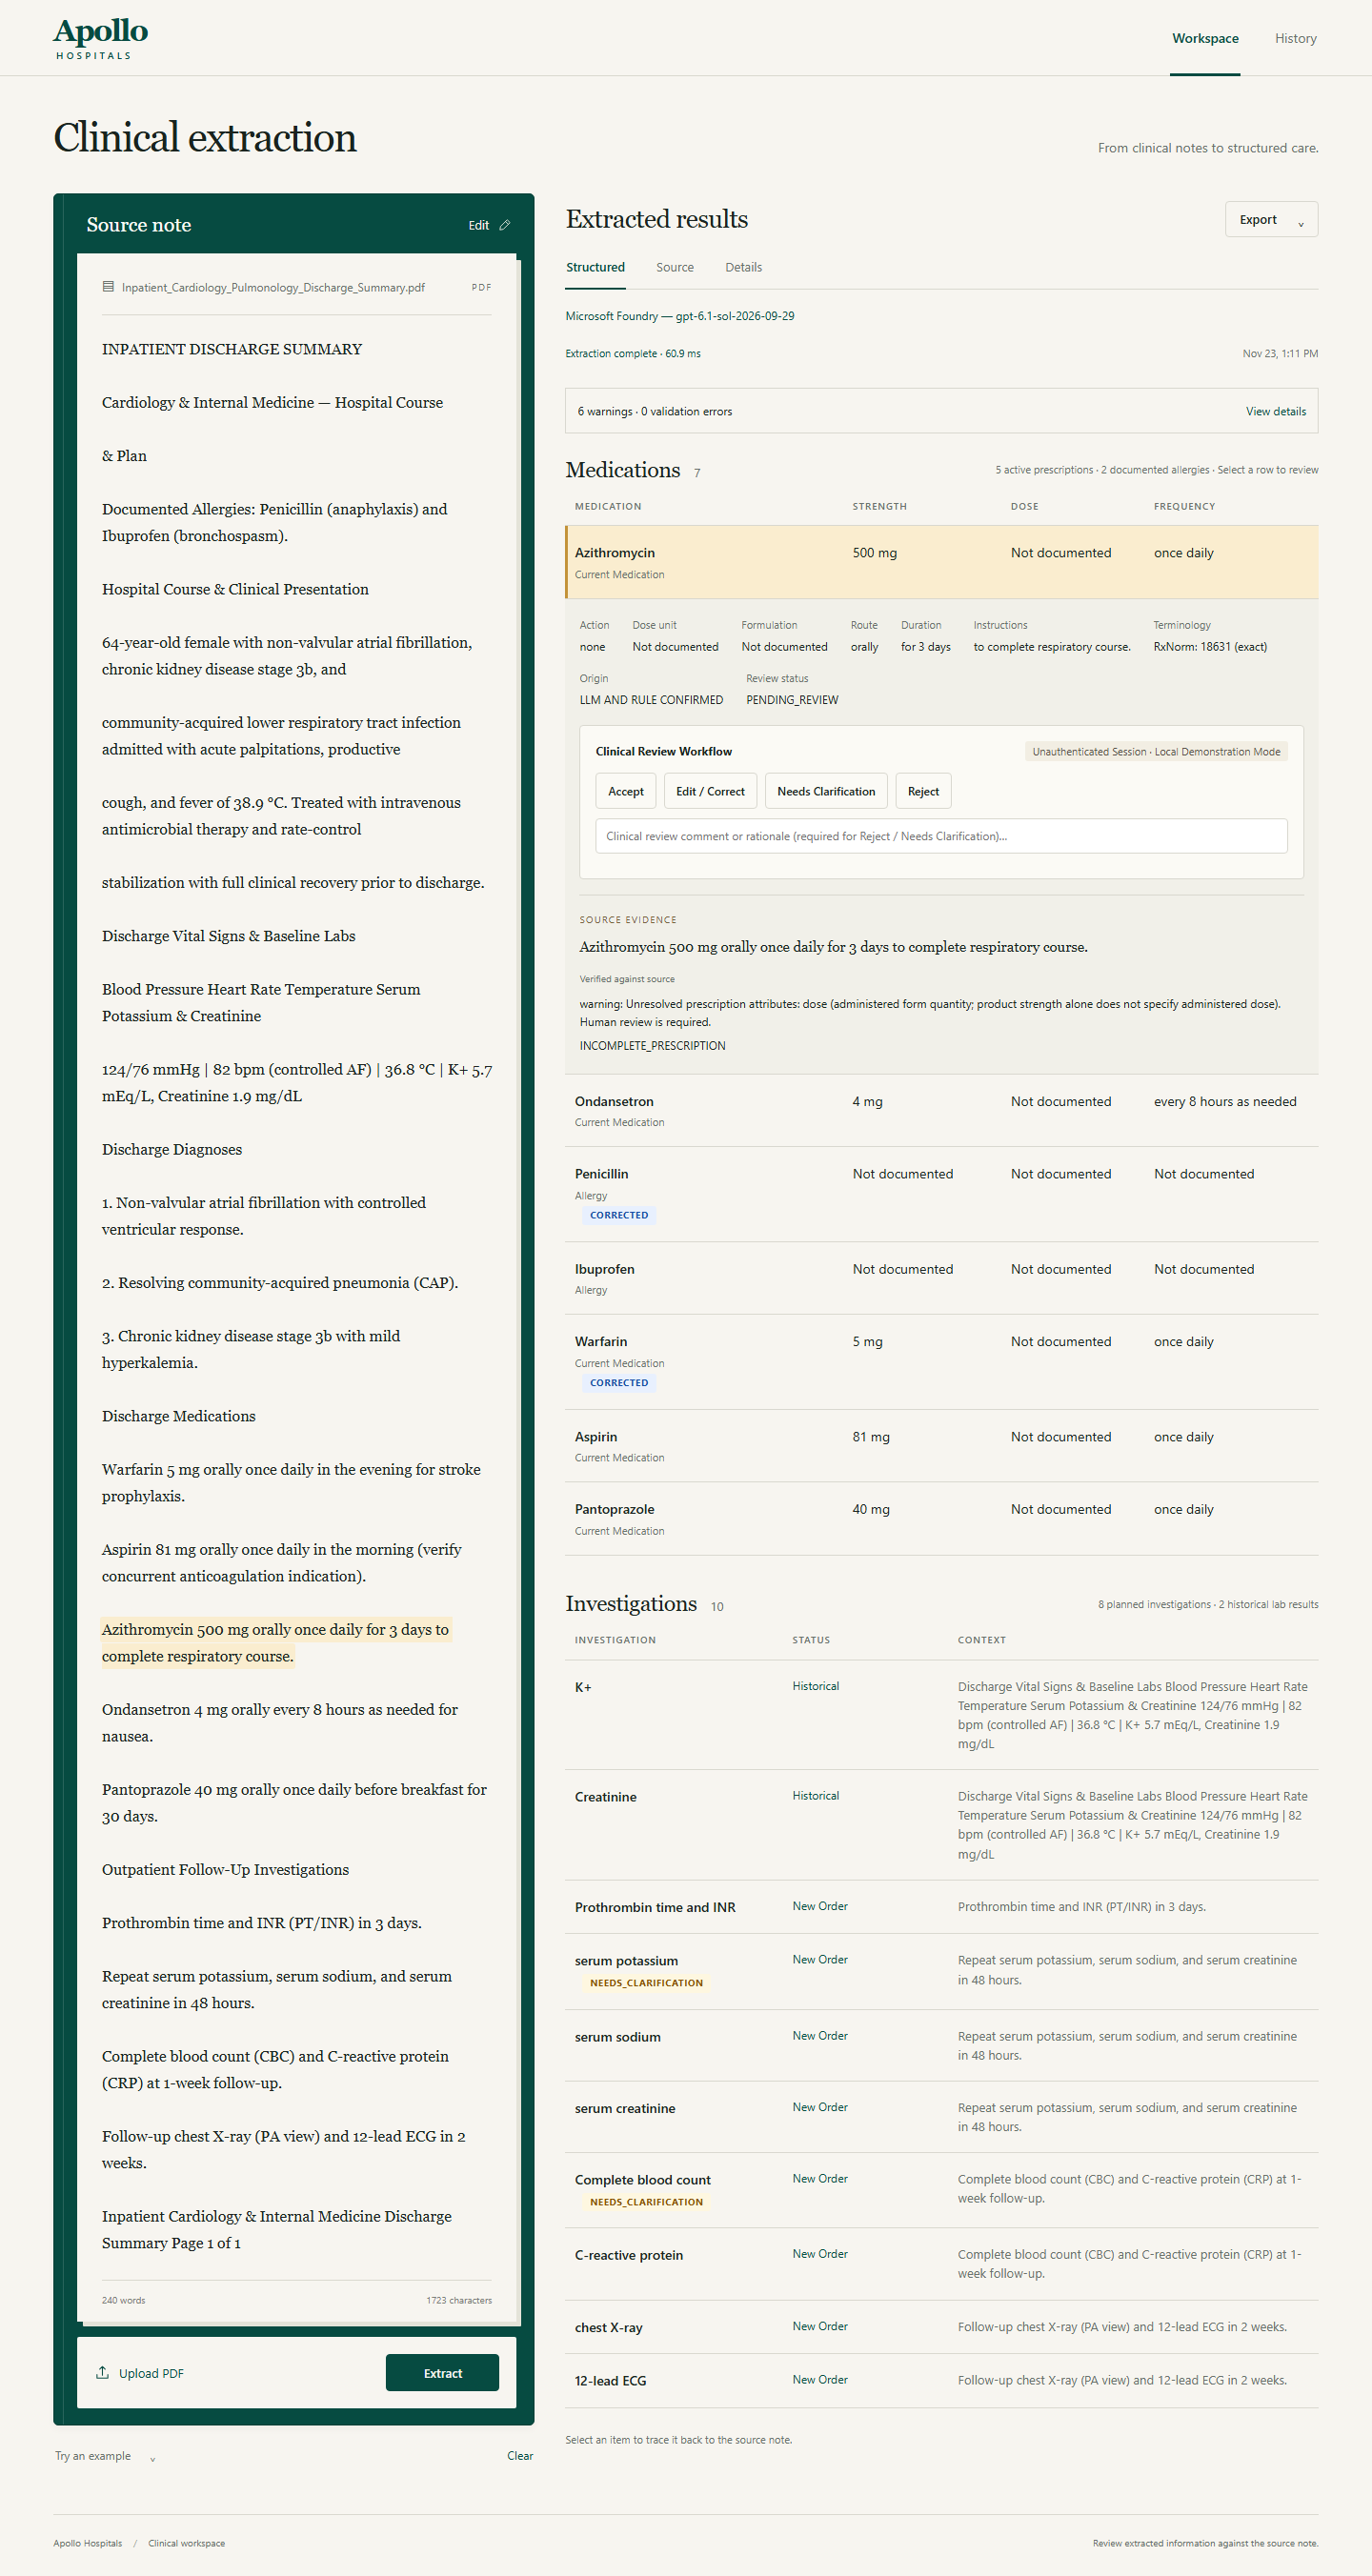 Apollo
HOSPITALS
Workspace
History
Clinical extraction
From clinical notes to structured care.
Source note
Edit
Inpatient_Cardiology_Pulmonology_Discharge_Summary.pdf
PDF
INPATIENT DISCHARGE SUMMARY
Cardiology & Internal Medicine — Hospital Course
& Plan
Documented Allergies: Penicillin (anaphylaxis) and
Ibuprofen (bronchospasm).
Hospital Course & Clinical Presentation
64-year-old female with non-valvular atrial fibrillation,
chronic kidney disease stage 3b, and
community-acquired lower respiratory tract infection
admitted with acute palpitations, productive
cough, and fever of 38.9 °C. Treated with intravenous
antimicrobial therapy and rate-control
stabilization with full clinical recovery prior to discharge.
Discharge Vital Signs & Baseline Labs
Blood Pressure Heart Rate Temperature Serum
Potassium & Creatinine
124/76 mmHg | 82 bpm (controlled AF) | 36.8 °C | K+ 5.7
mEq/L, Creatinine 1.9 mg/dL
Discharge Diagnoses
1. Non-valvular atrial fibrillation with controlled
ventricular response.
2. Resolving community-acquired pneumonia (CAP).
3. Chronic kidney disease stage 3b with mild
hyperkalemia.
Discharge Medications
Warfarin 5 mg orally once daily in the evening for stroke
prophylaxis.
Aspirin 81 mg orally once daily in the morning (verify
concurrent anticoagulation indication).
Azithromycin 500 mg orally once daily for 3 days to
complete respiratory course.
Ondansetron 4 mg orally every 8 hours as needed for
nausea.
Pantoprazole 40 mg orally once daily before breakfast for
30 days.
Outpatient Follow-Up Investigations
Prothrombin time and INR (PT/INR) in 3 days.
Repeat serum potassium, serum sodium, and serum
creatinine in 48 hours.
Complete blood count (CBC) and C-reactive protein
(CRP) at 1-week follow-up.
Follow-up chest X-ray (PA view) and 12-lead ECG in 2
weeks.
Inpatient Cardiology & Internal Medicine Discharge
Summary Page 1 of 1
240 words
1723 characters
Upload PDF
Extract
Try an example
Clear
Extracted results
Export
Structured
Source
Details
Microsoft Foundry — gpt-6.1-sol-2026-09-29
Extraction complete · 60.9 ms
Nov 23, 1:11 PM
6 warnings · 0 validation errors
View details
Medications 7
5 active prescriptions · 2 documented allergies · Select a row to review
MEDICATION STRENGTH DOSE FREQUENCY
Azithromycin 500 mg Not documented once daily
Current Medication
Action Dose unit Formulation Route Duration Instructions Terminology
none Not documented Not documented orally for 3 days to complete respiratory course. RxNorm: 18631 (exact)
Origin Review status
LLM AND RULE CONFIRMED PENDING_REVIEW
Clinical Review Workflow
Unauthenticated Session · Local Demonstration Mode
Accept
Edit / Correct
Needs Clarification
Reject
Clinical review comment or rationale (required for Reject / Needs Clarification)...
SOURCE EVIDENCE
Azithromycin 500 mg orally once daily for 3 days to complete respiratory course.
Verified against source
warning: Unresolved prescription attributes: dose (administered form quantity; product strength alone does not specify administered dose).
Human review is required.
INCOMPLETE_PRESCRIPTION
Ondansetron 4 mg Not documented every 8 hours as needed
Current Medication
Penicillin Not documented Not documented Not documented
Allergy
CORRECTED
Ibuprofen Not documented Not documented Not documented
Allergy
Warfarin 5 mg Not documented once daily
Current Medication
CORRECTED
Aspirin 81 mg Not documented once daily
Current Medication
Pantoprazole 40 mg Not documented once daily
Current Medication
Investigations 10
8 planned investigations · 2 historical lab results
INVESTIGATION STATUS CONTEXT
K+ Historical Discharge Vital Signs & Baseline Labs Blood Pressure Heart Rate
Temperature Serum Potassium & Creatinine 124/76 mmHg | 82
bpm (controlled AF) | 36.8 °C | K+ 5.7 mEq/L, Creatinine 1.9
mg/dL
Creatinine Historical Discharge Vital Signs & Baseline Labs Blood Pressure Heart Rate
Temperature Serum Potassium & Creatinine 124/76 mmHg | 82
bpm (controlled AF) | 36.8 °C | K+ 5.7 mEq/L, Creatinine 1.9
mg/dL
Prothrombin time and INR New Order Prothrombin time and INR (PT/INR) in 3 days.
serum potassium New Order Repeat serum potassium, serum sodium, and serum creatinine
NEEDS_CLARIFICATION in 48 hours.
serum sodium New Order Repeat serum potassium, serum sodium, and serum creatinine
in 48 hours.
serum creatinine New Order Repeat serum potassium, serum sodium, and serum creatinine
in 48 hours.
Complete blood count New Order Complete blood count (CBC) and C-reactive protein (CRP) at 1-
NEEDS_CLARIFICATION week follow-up.
C-reactive protein New Order Complete blood count (CBC) and C-reactive protein (CRP) at 1-
week follow-up.
chest X-ray New Order Follow-up chest X-ray (PA view) and 12-lead ECG in 2 weeks.
12-lead ECG New Order Follow-up chest X-ray (PA view) and 12-lead ECG in 2 weeks.
Select an item to trace it back to the source note.
Apollo Hospitals / Clinical workspace
Review extracted information against the source note.